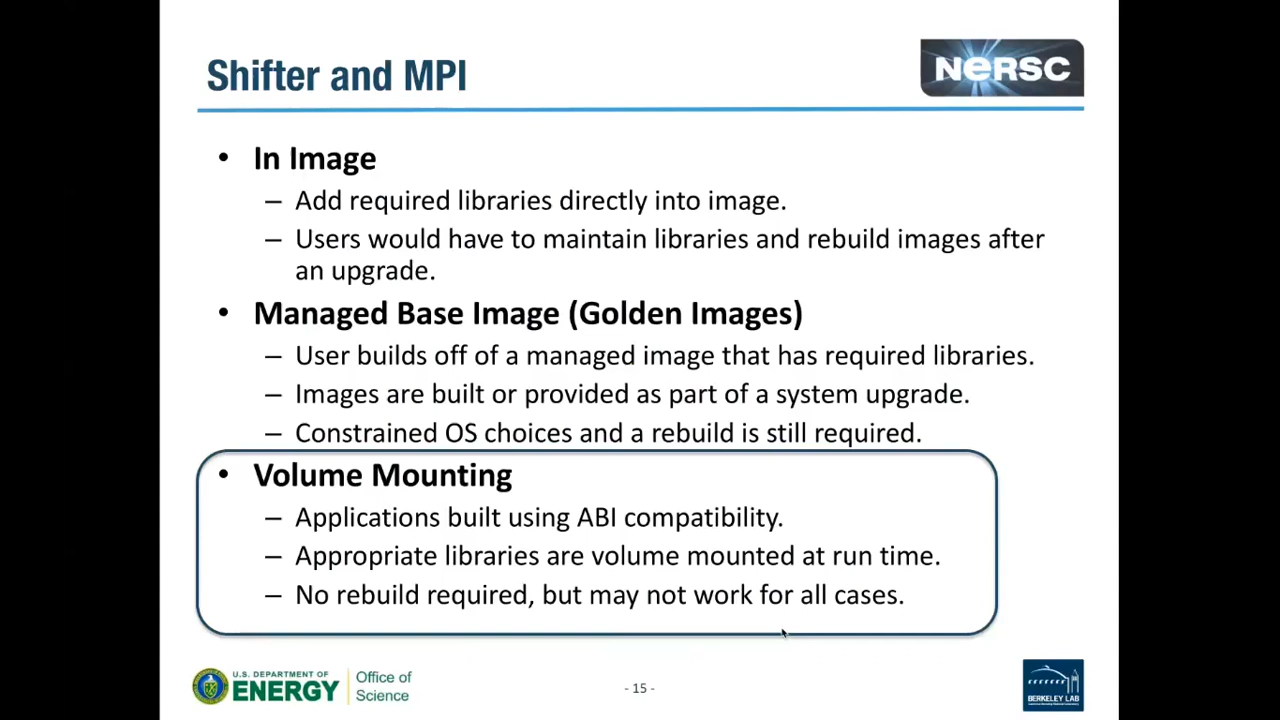 Shifter and MPI
NERSC
• In Image
– Add required libraries directly into image.
– Users would have to maintain libraries and rebuild images after
an upgrade.
• Managed Base Image (Golden Images)
– User builds off of a managed image that has required libraries.
– Images are built or provided as part of a system upgrade.
– Constrained OS choices and a rebuild is still required.
• Volume Mounting
– Applications built using ABI compatibility.
– Appropriate libraries are volume mounted at run time.
– No rebuild required, but may not work for all cases.
U.S. DEPARTMENT OF
ENERGY
Office of
Science
- 15 -
BERKELEY LAB